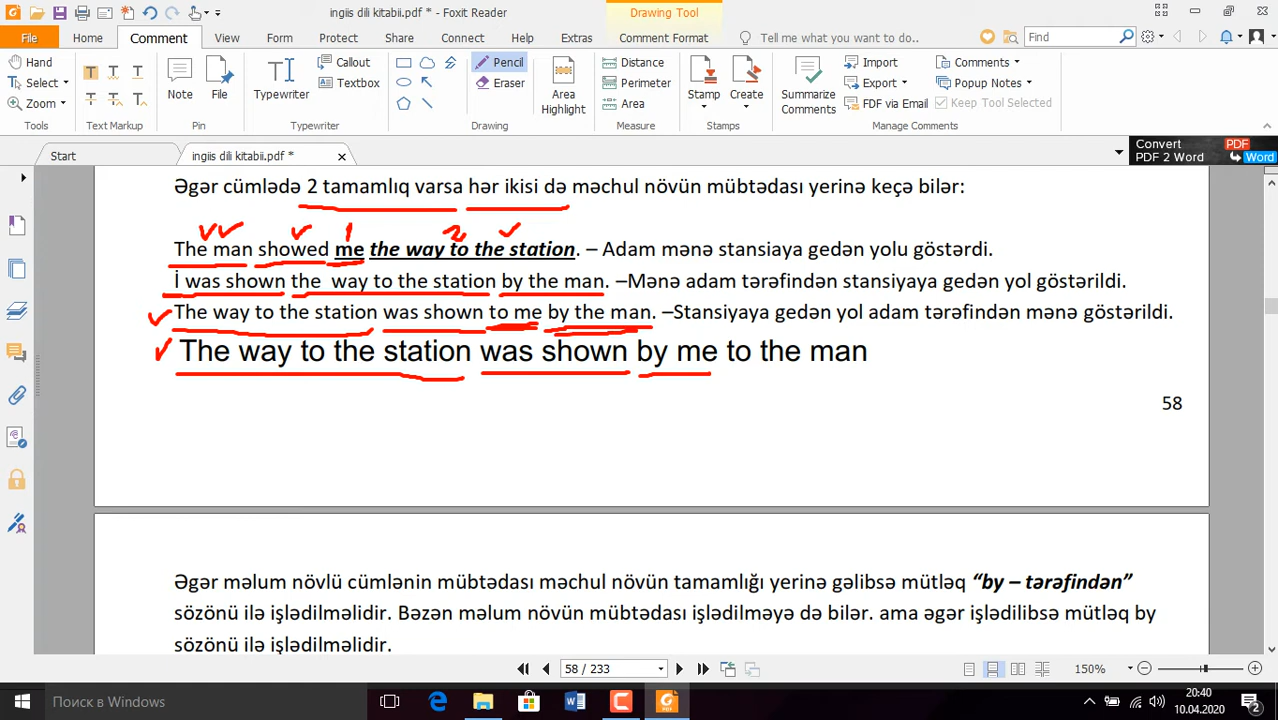 ingiis dili kitabii.pdf * - Foxit Reader
Drawing Tool
File
Home
Comment
View
Form
Protect
Share
Connect
Help
Extras
Comment Format
Tell me what you want to do...
Find
Hand
Select
Zoom
Tools
Text Markup
Note
File
Pin
Typewriter
Callout
Textbox
Typewriter
Pencil
Eraser
Drawing
Area
Highlight
Distance
Perimeter
Area
Measure
Stamp
Create
Stamps
Summarize
Comments
Import
Export
FDF via Email
Comments
Popup Notes
Keep Tool Selected
Manage Comments
Start
ingiis dili kitabii.pdf *
Convert PDF
PDF 2 Word Word
Əgər cümlədə 2 tamamlıq varsa hər ikisi də məchul növün mübtədası yerinə keçə bilər:
1 2
The man showed me the way to the station. – Adam mənə stansiaya gedən yolu göstərdi.
İ was shown the way to the station by the man. –Mənə adam tərəfindən stansiyaya gedən yol göstərildi.
The way to the station was shown to me by the man. –Stansiyaya gedən yol adam tərəfindən mənə göstərildi.
The way to the station was shown by me to the man
58
Əgər məlum növlü cümlənin mübtədası məchul növün tamamlığı yerinə gəlibsə mütləq “by – tərəfindən”
sözönü ilə işlədilməlidir. Bəzən məlum növün mübtədası işlədilməyə də bilər. ama əgər işlədilibsə mütləq by
sözönü ilə işlədilməlidir.
58 / 233
150%
Поиск в Windows
20:40
10.04.2020
2